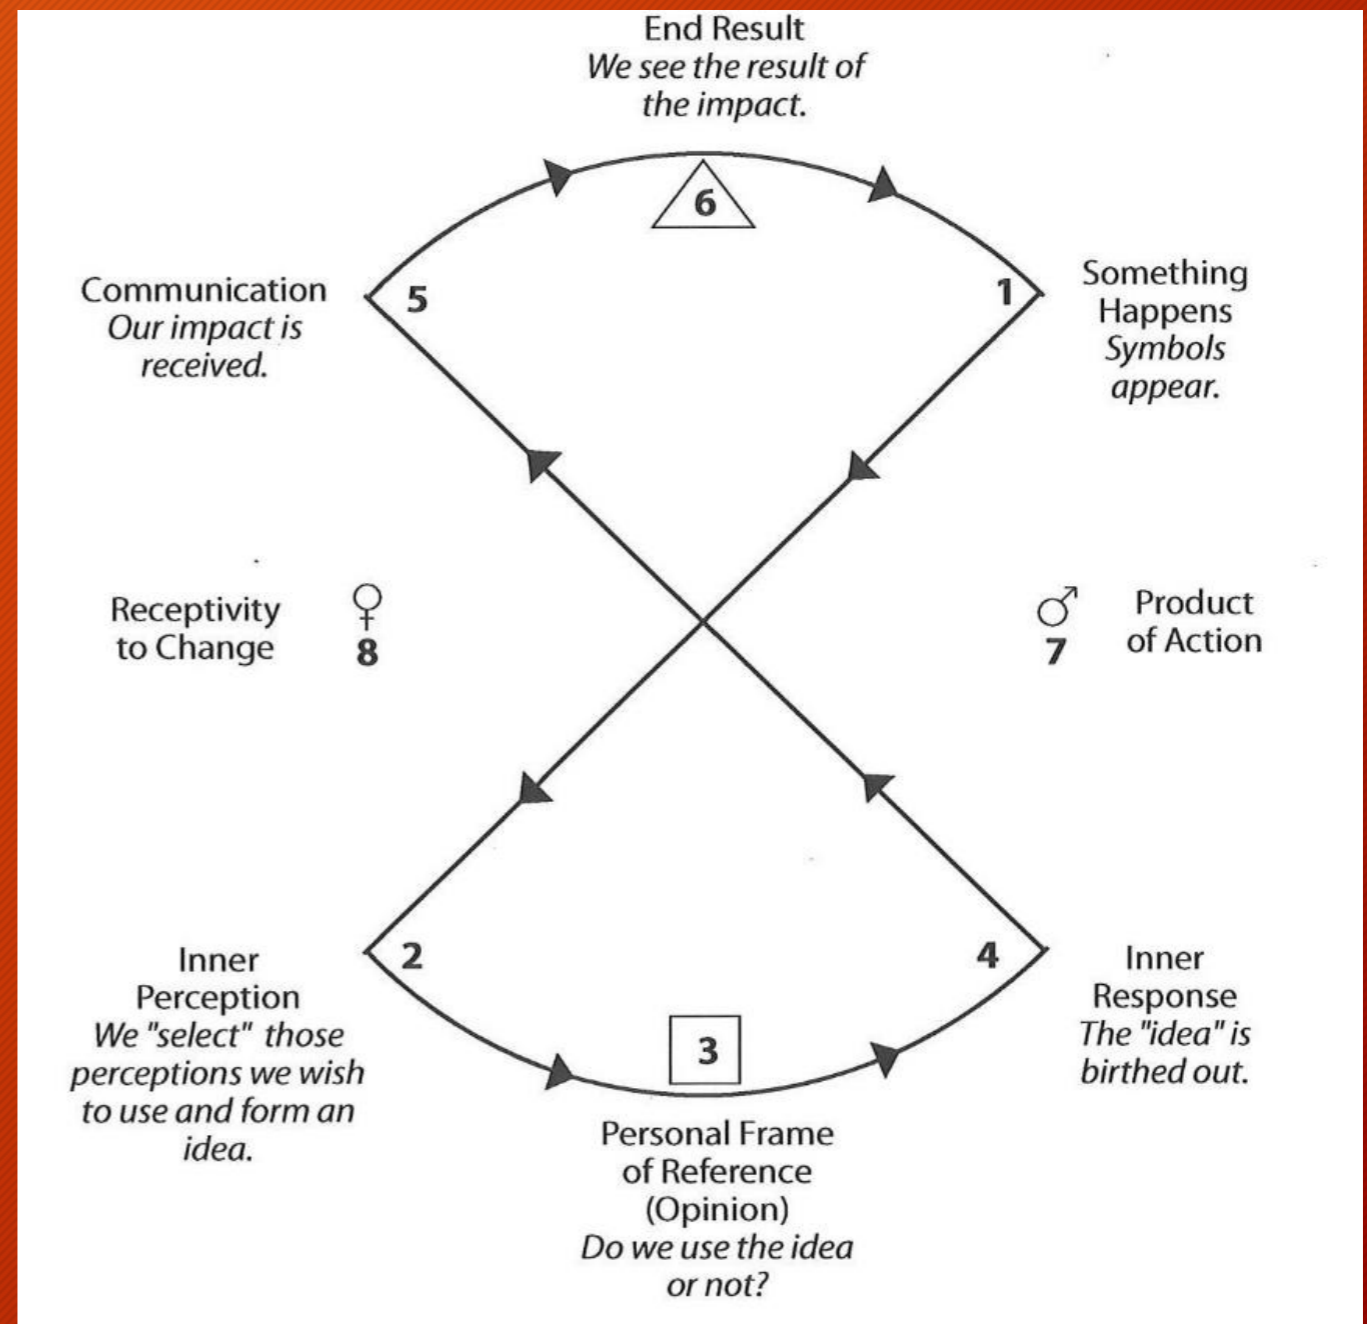 End Result
We see the result of
the impact.
6
Communication
Our impact is
received.
5
1
Something
Happens
Symbols
appear.
Receptivity
to Change
8
7
Product
of Action
Inner
Perception
We "select" those
perceptions we wish
to use and form an
idea.
2
4
Inner
Response
The "idea" is
birthed out.
3
Personal Frame
of Reference
(Opinion)
Do we use the idea
or not?